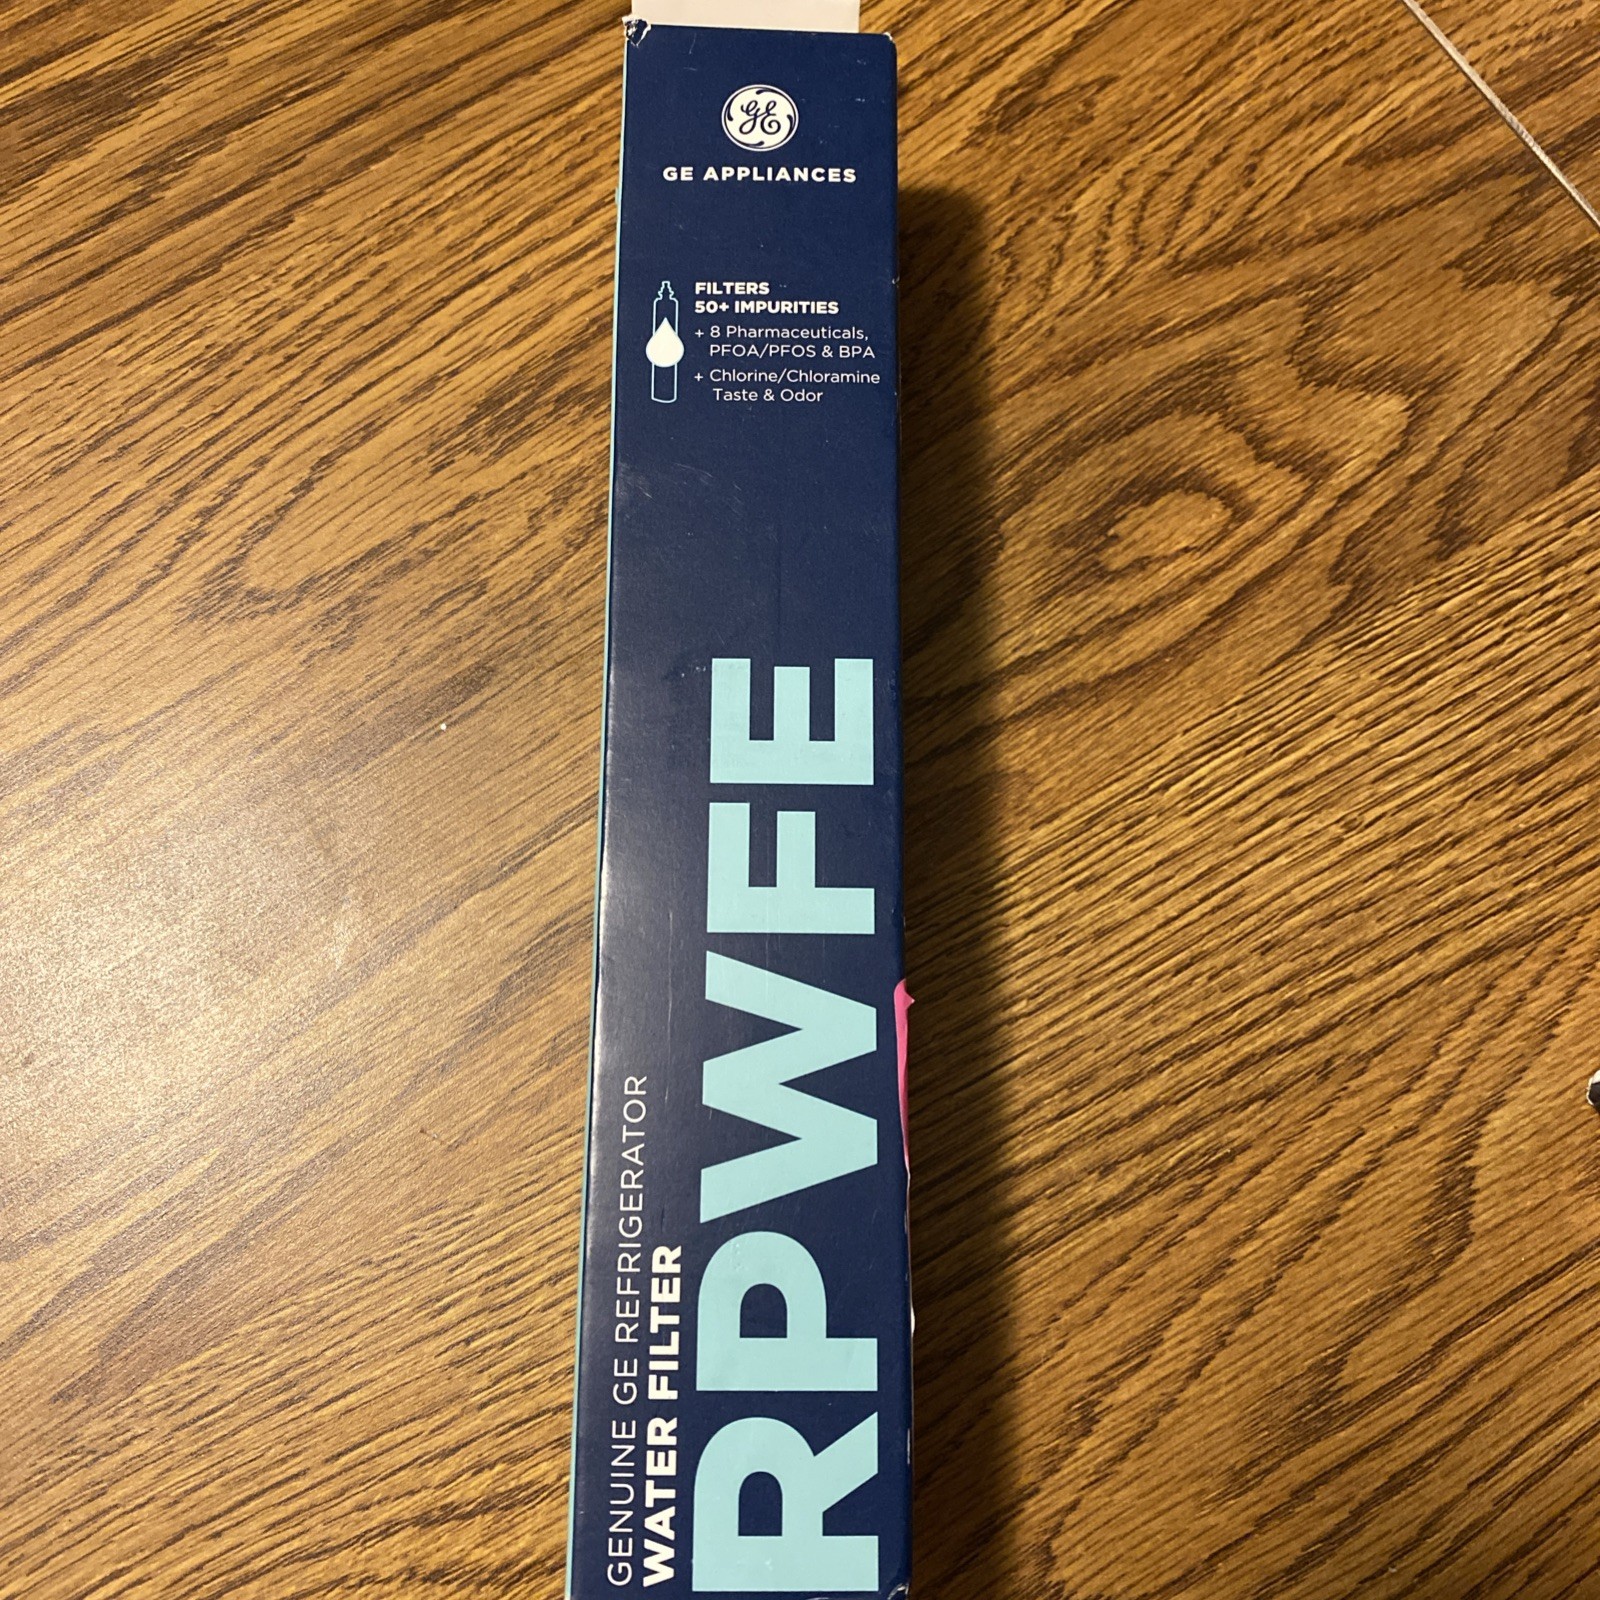 GE
GE APPLIANCES
FILTERS
50+ IMPURITIES
+ 8 Pharmaceuticals,
PFOA/PFOS & BPA
+ Chlorine/Chloramine
Taste & Odor
GENUINE GE REFRIGERATOR
WATER FILTER
RPWFE